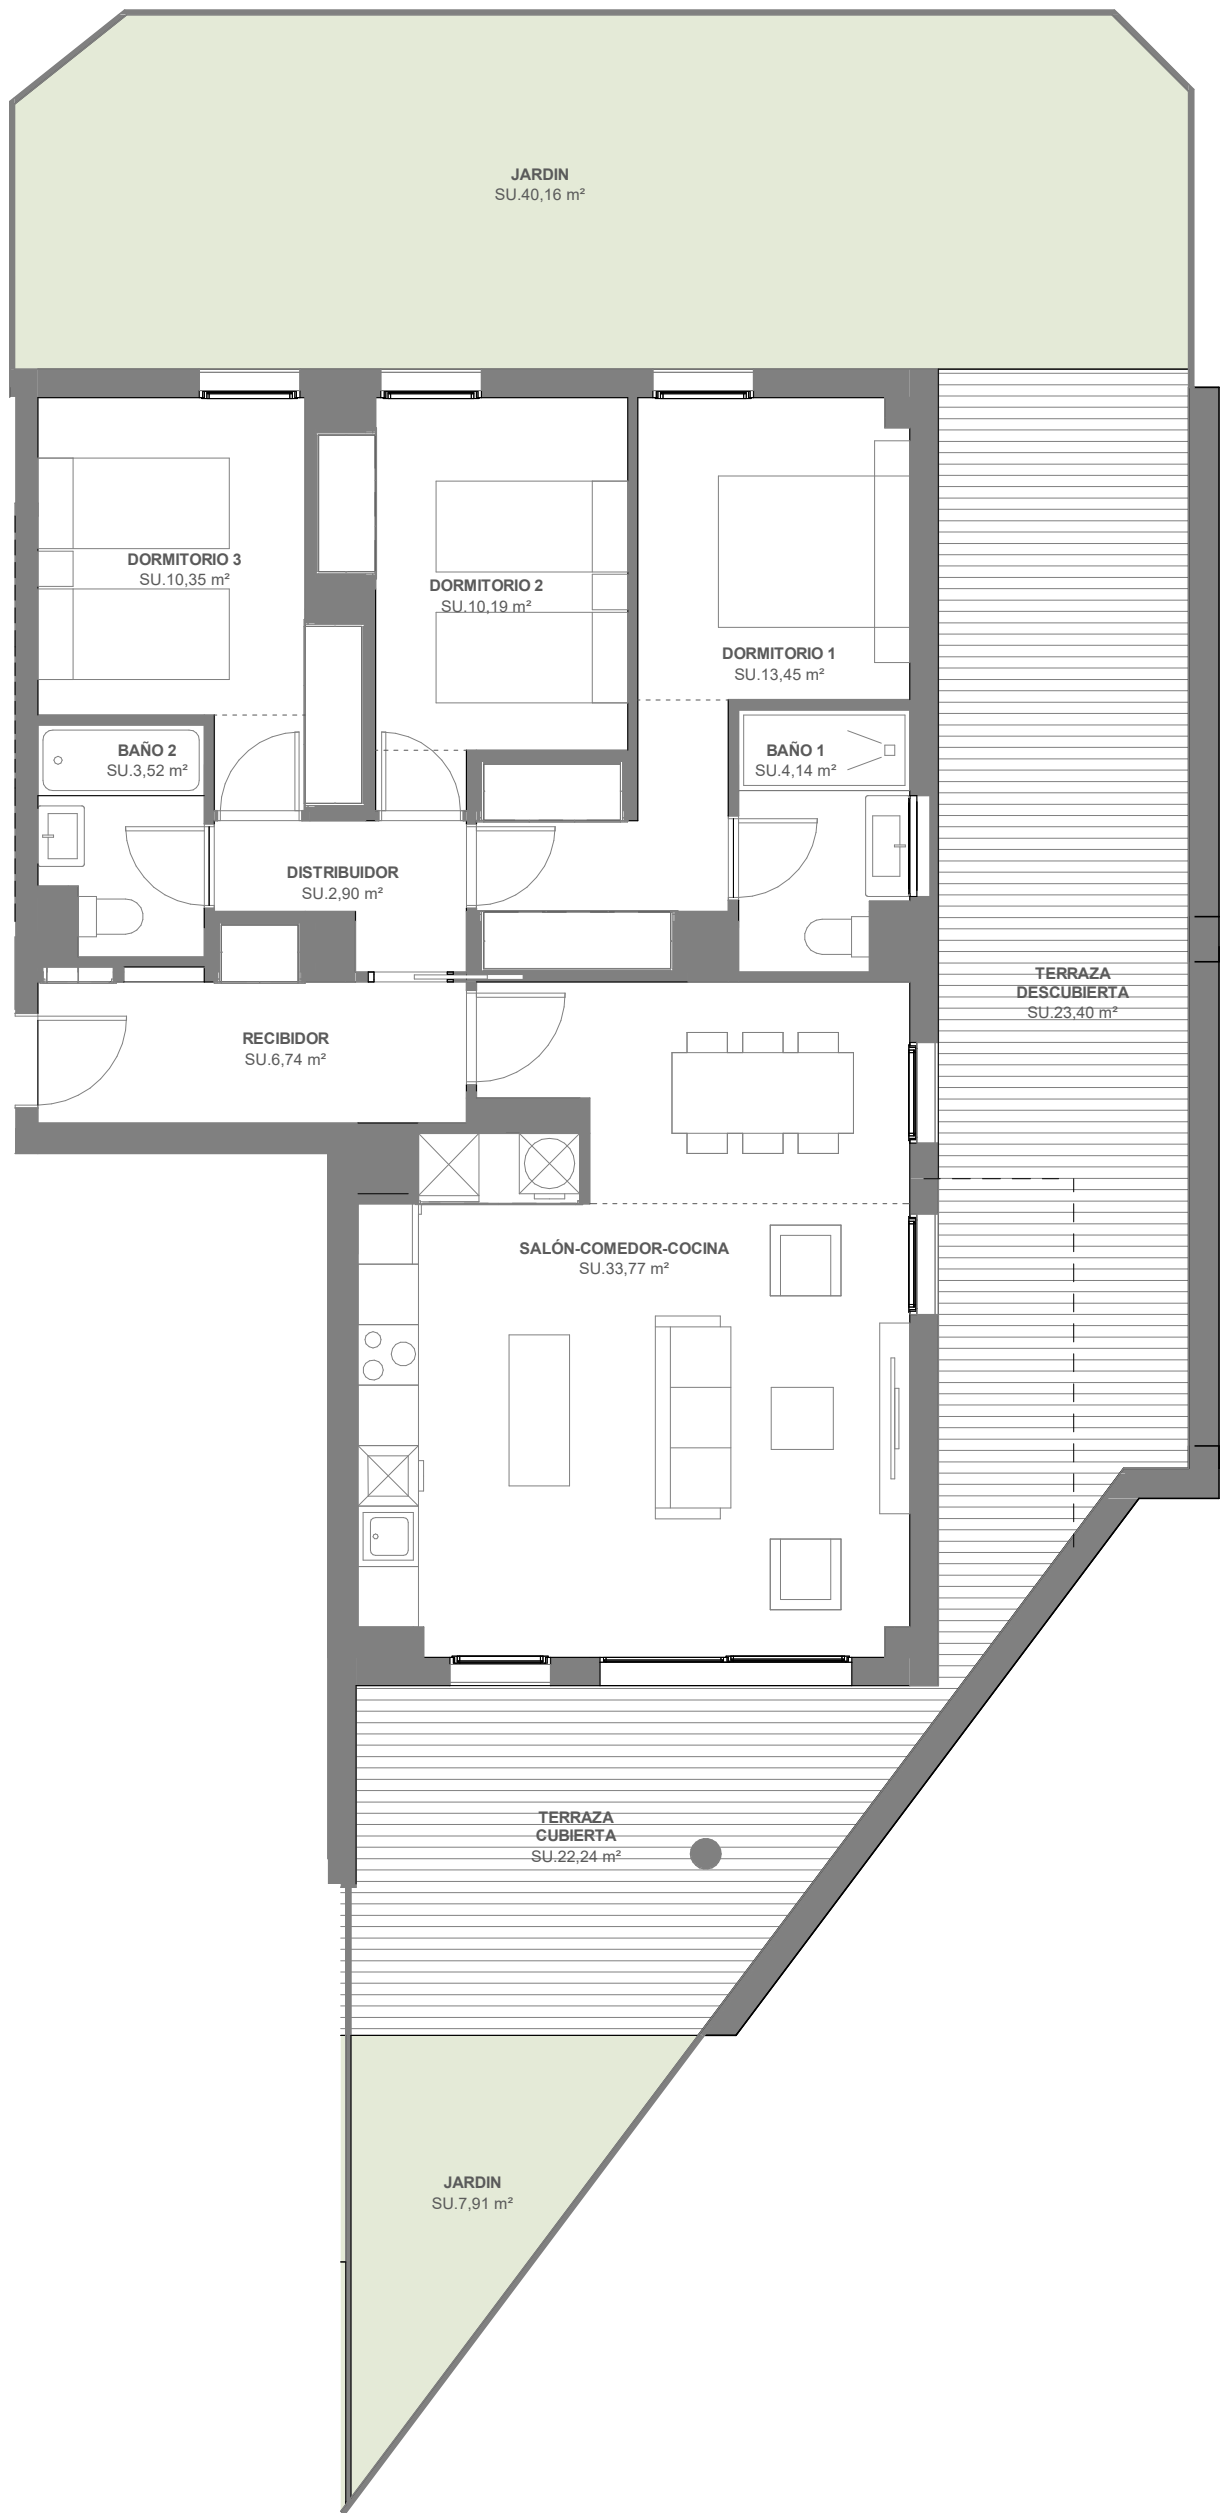 JARDIN
SU.40,16 m²
DORMITORIO 3
SU.10,35 m²
DORMITORIO 2
SU.10,19 m²
DORMITORIO 1
SU.13,45 m²
BAÑO 2
SU.3,52 m²
BAÑO 1
SU.4,14 m²
DISTRIBUIDOR
SU.2,90 m²
TERRAZA
DESCUBIERTA
SU.23,40 m²
RECIBIDOR
SU.6,74 m²
SALÓN-COMEDOR-COCINA
SU.33,77 m²
TERRAZA
CUBIERTA
SU.22,24 m²
JARDIN
SU.7,91 m²